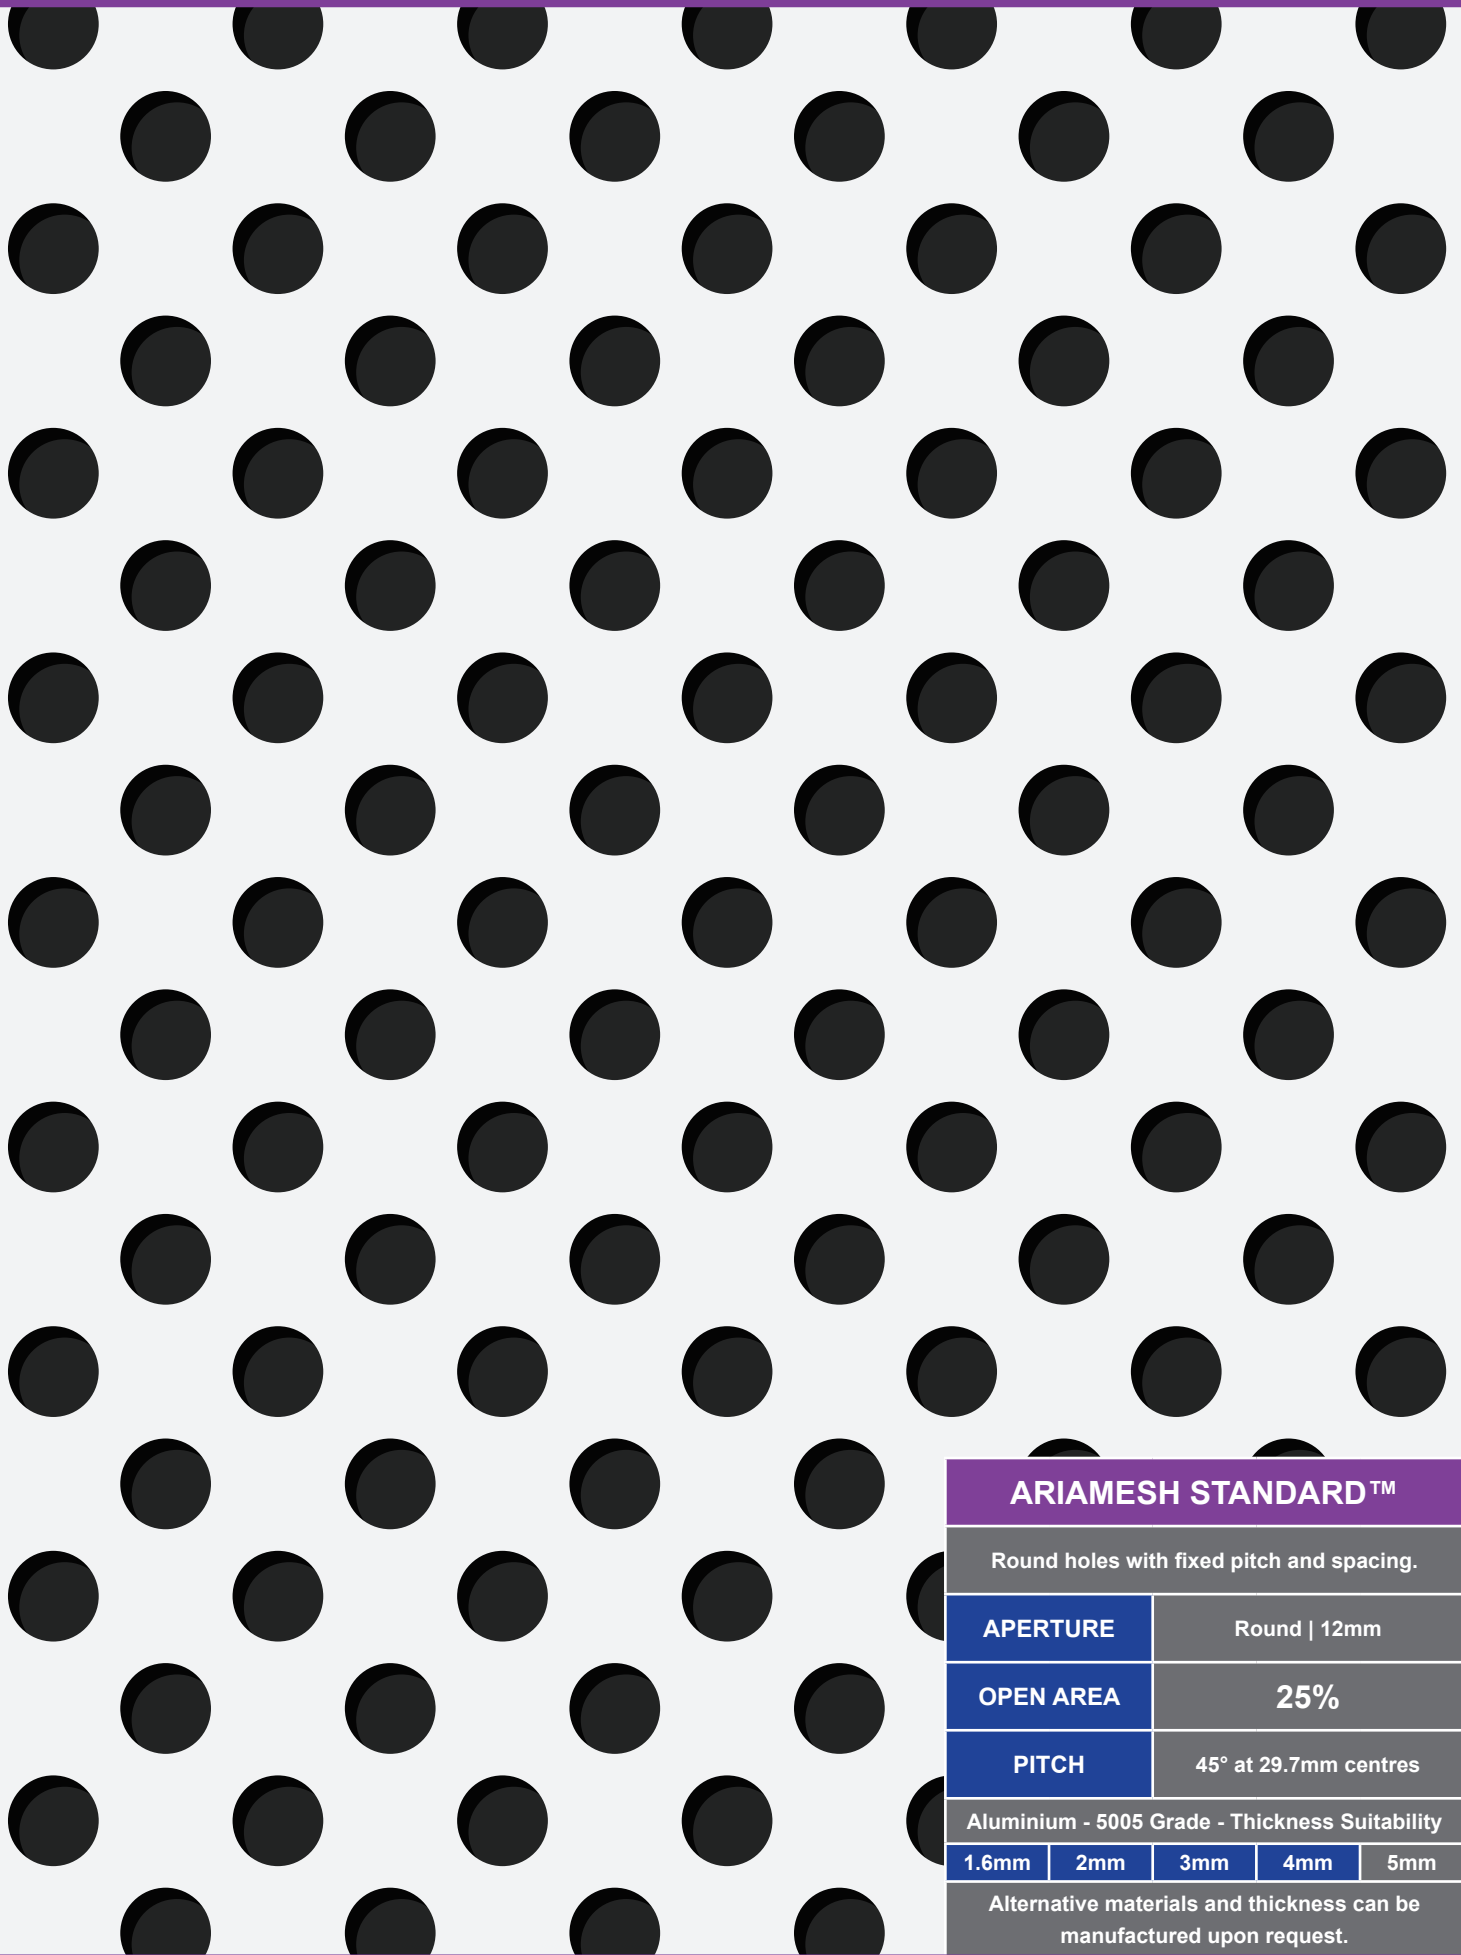 ARIAMESH STANDARD™
Round holes with fixed pitch and spacing.
APERTURE
Round | 12mm
OPEN AREA
25%
PITCH
45° at 29.7mm centres
Aluminium - 5005 Grade - Thickness Suitability
1.6mm 2mm 3mm 4mm 5mm
Alternative materials and thickness can be
manufactured upon request.